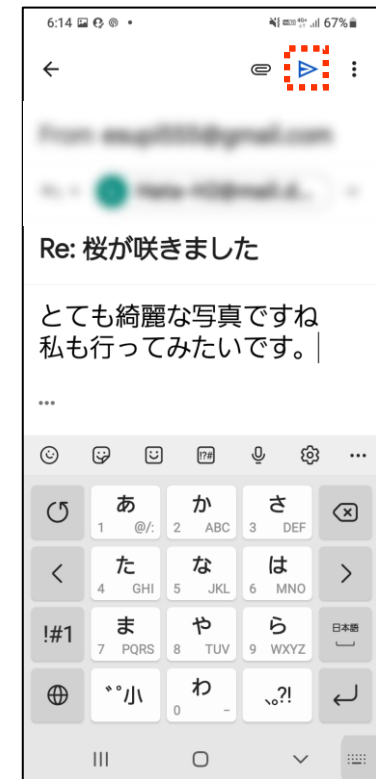 6:14 67%
Re: 桜が咲きました
とても綺麗な写真ですね
私も行ってみたいです。
...
!?#
あ か さ
1 @/: 2 ABC 3 DEF
た な は
4 GHI 5 JKL 6 MNO
!#1 ま や ら 日本語
7 PQRS 8 TUV 9 WXYZ
゛゜小 わ 、。?!
0 _